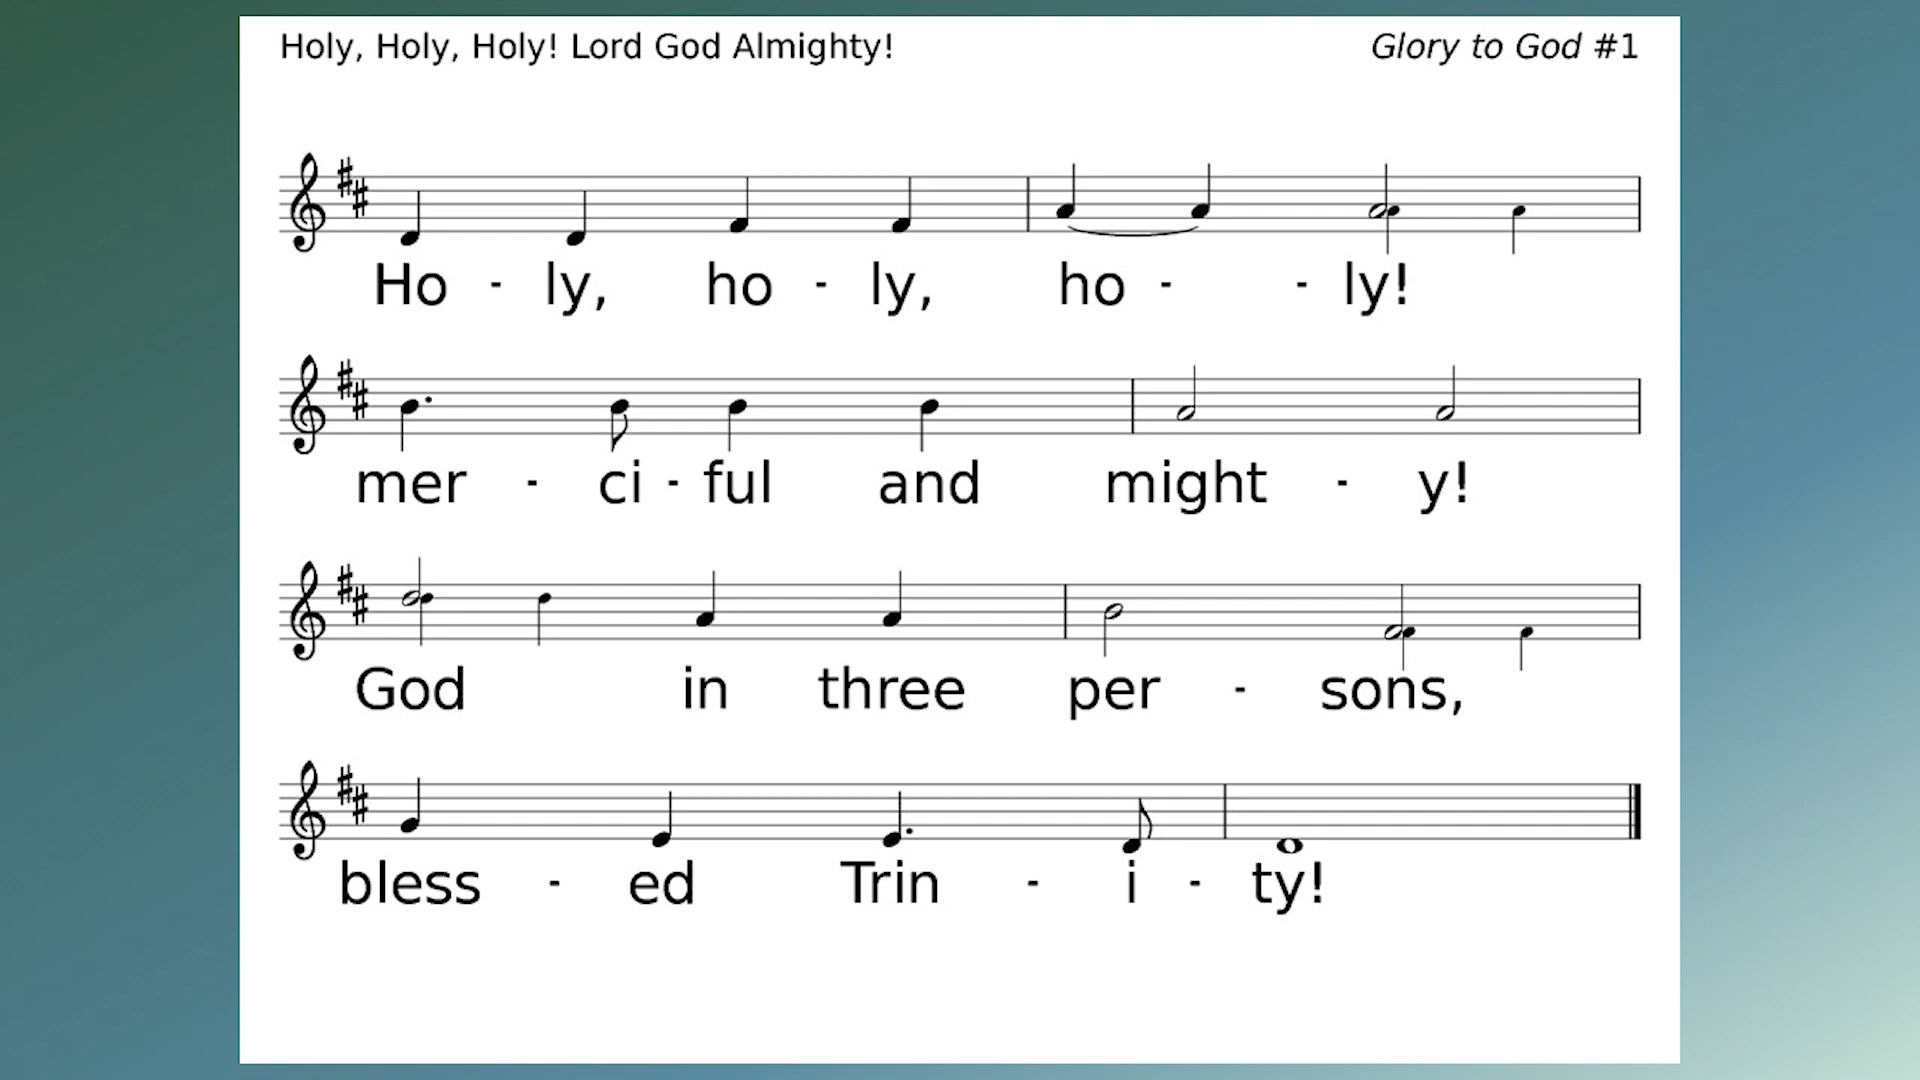 Holy, Holy, Holy! Lord God Almighty! Glory to God #1
Ho - ly, ho - ly, ho - - ly!
mer - ci - ful and might - y!
God in three per - sons,
bless - ed Trin - i - ty!